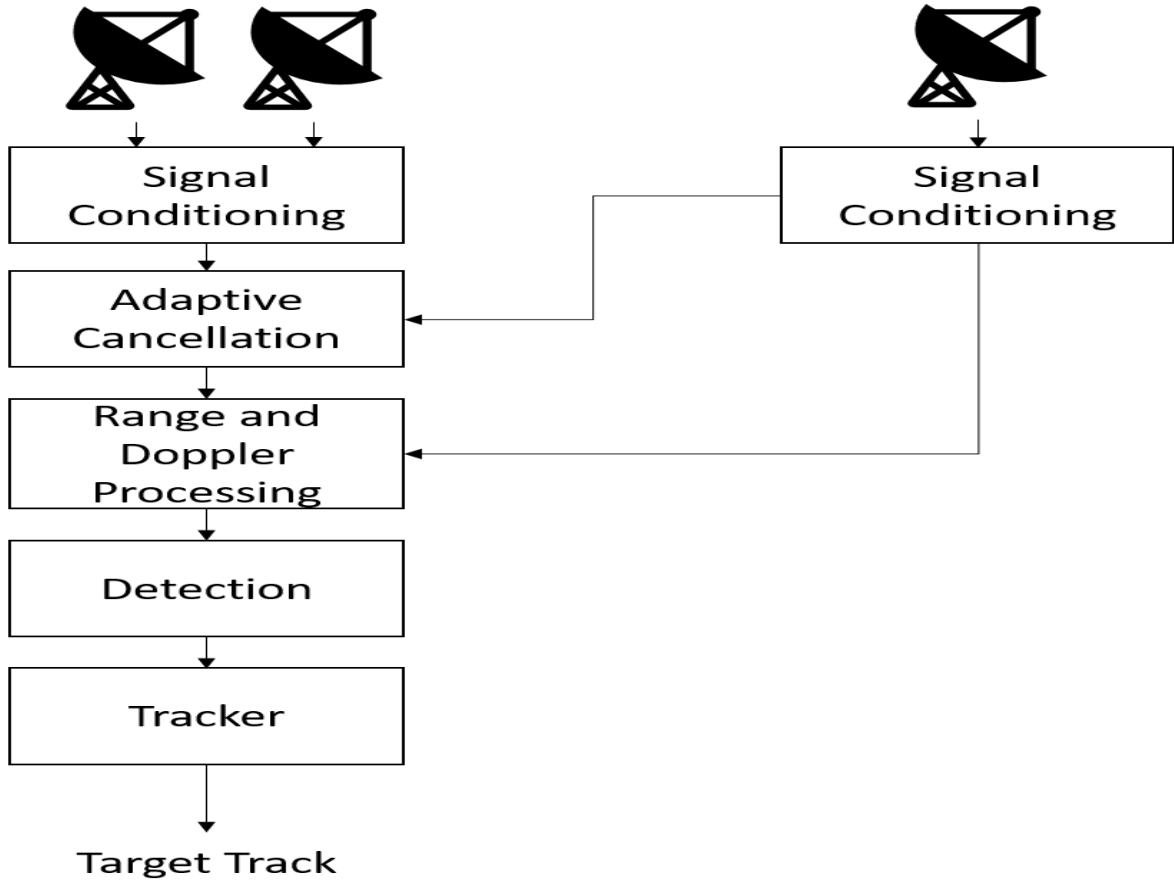 Signal
Conditioning
Signal
Conditioning
Adaptive
Cancellation
Range and
Doppler
Processing
Detection
Tracker
Target Track